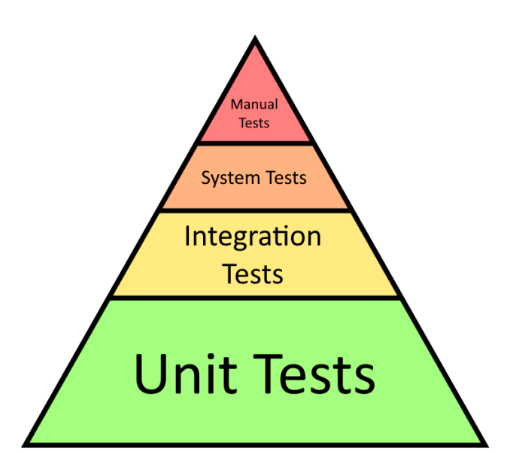 Manual
Tests
System Tests
Integration
Tests
Unit Tests